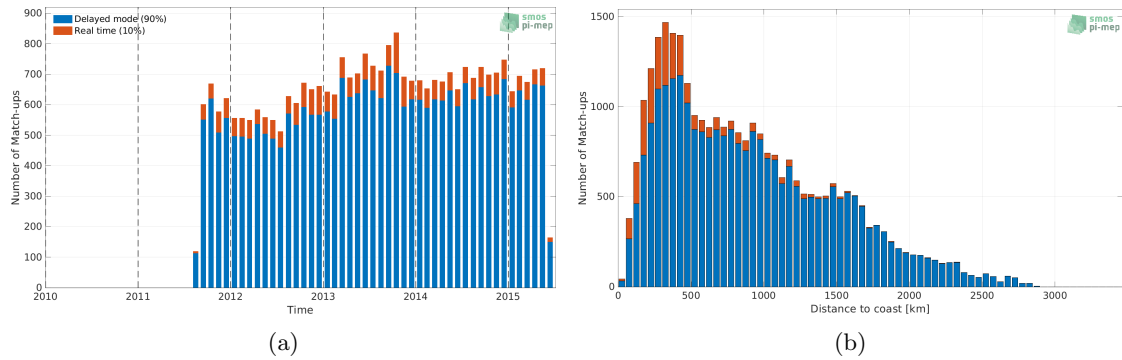 Delayed mode (90%)
Real time (10%)
smos
pi-mep
Number of Match-ups
900
800
700
600
500
400
300
200
100
0
2010
2011
2012
2013
2014
2015
Time
(a)
smos
pi-mep
Number of Match-ups
1500
1000
500
0
0
500
1000
1500
2000
2500
3000
Distance to coast [km]
(b)